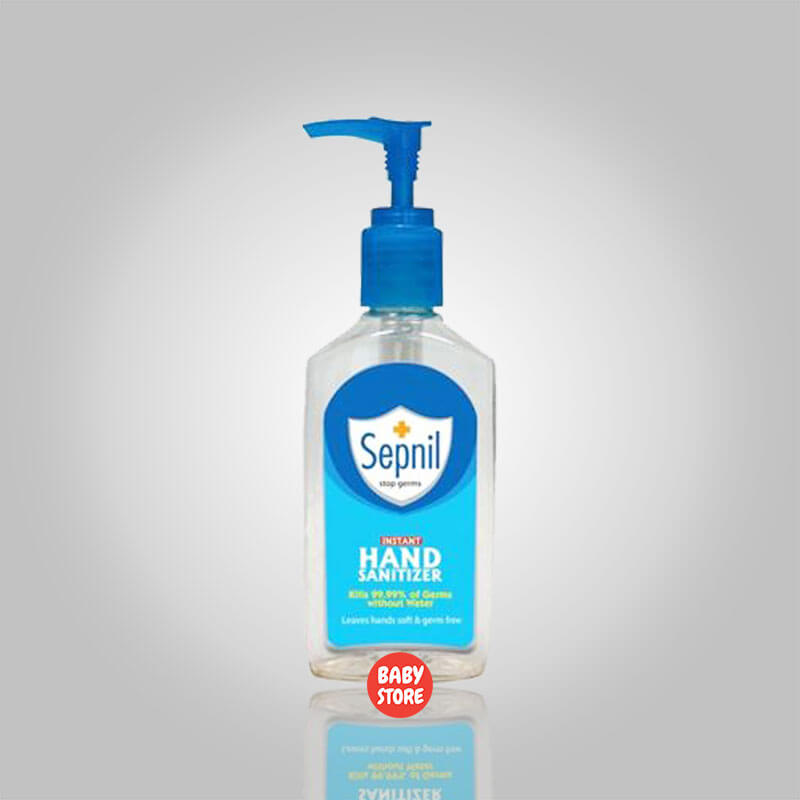 Sepnil
stop germs
INSTANT
HAND
SANITIZER
Kills 99.99% of Germs
without Water
Leaves hands soft & germ free
BABY
STORE